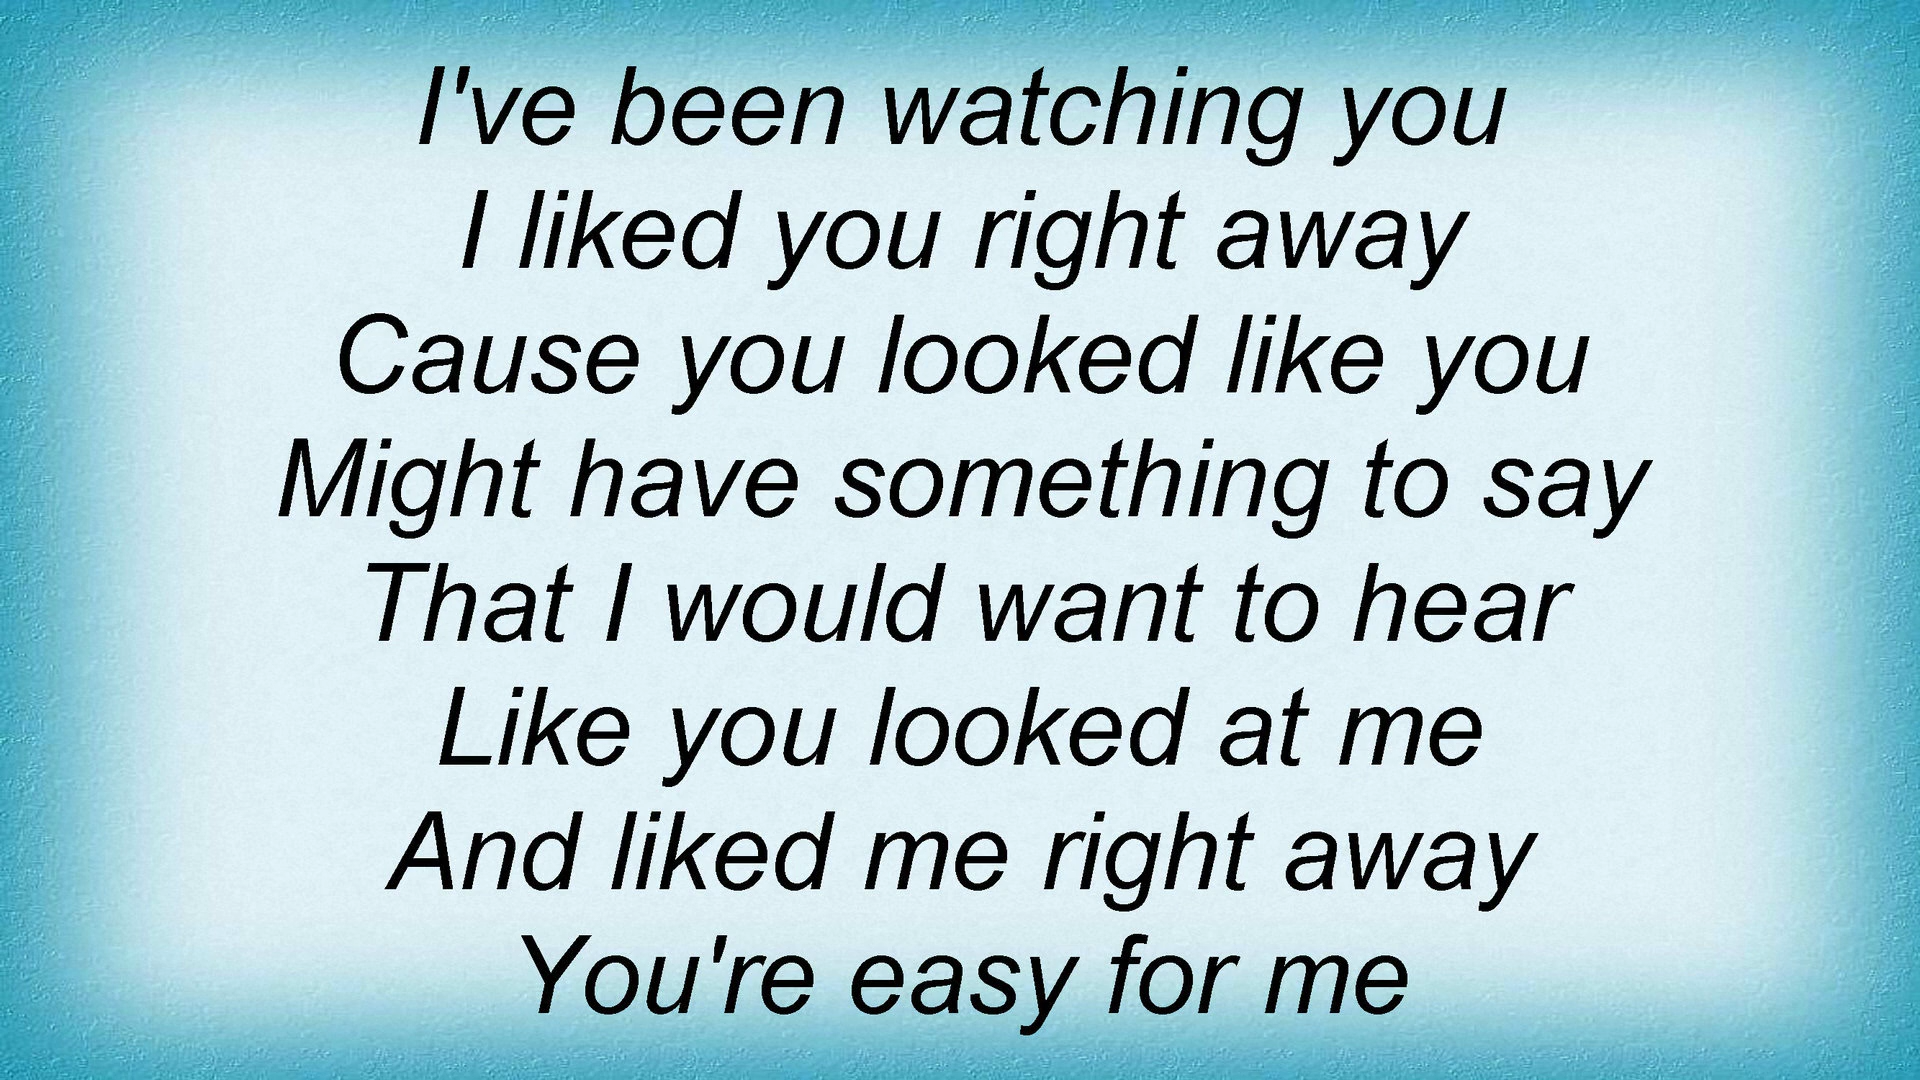 I've been watching you
I liked you right away
Cause you looked like you
Might have something to say
That I would want to hear
Like you looked at me
And liked me right away
You're easy for me